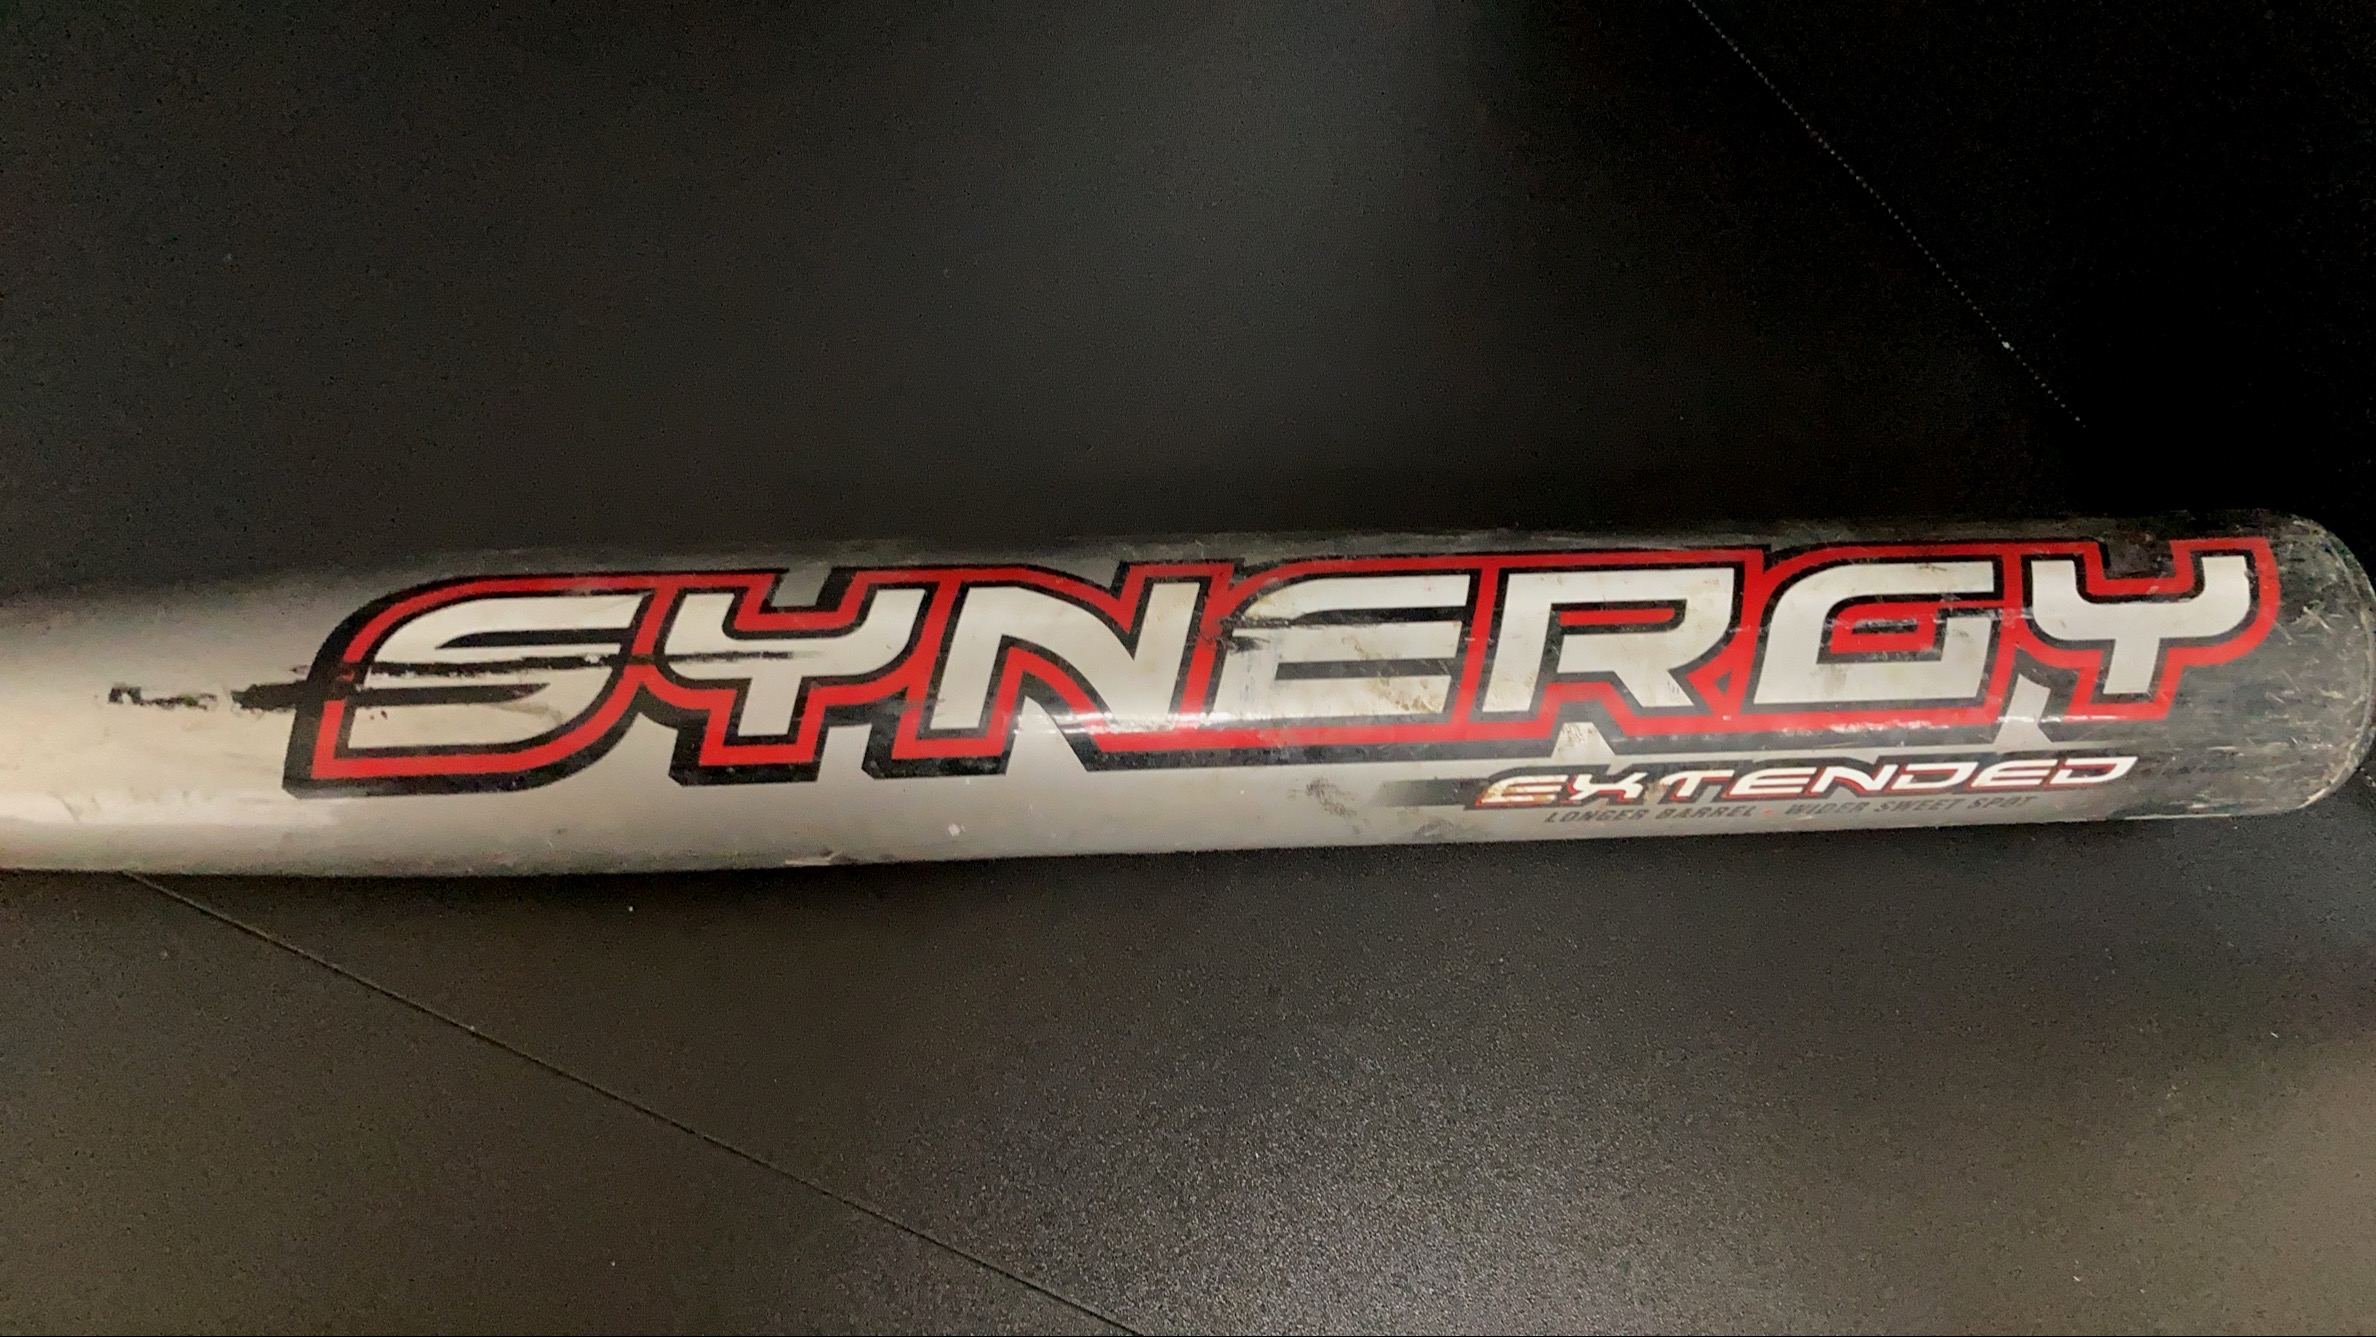 SYNERGY
EXTENDED
LONGER BARREL • WIDER SWEET SPOT